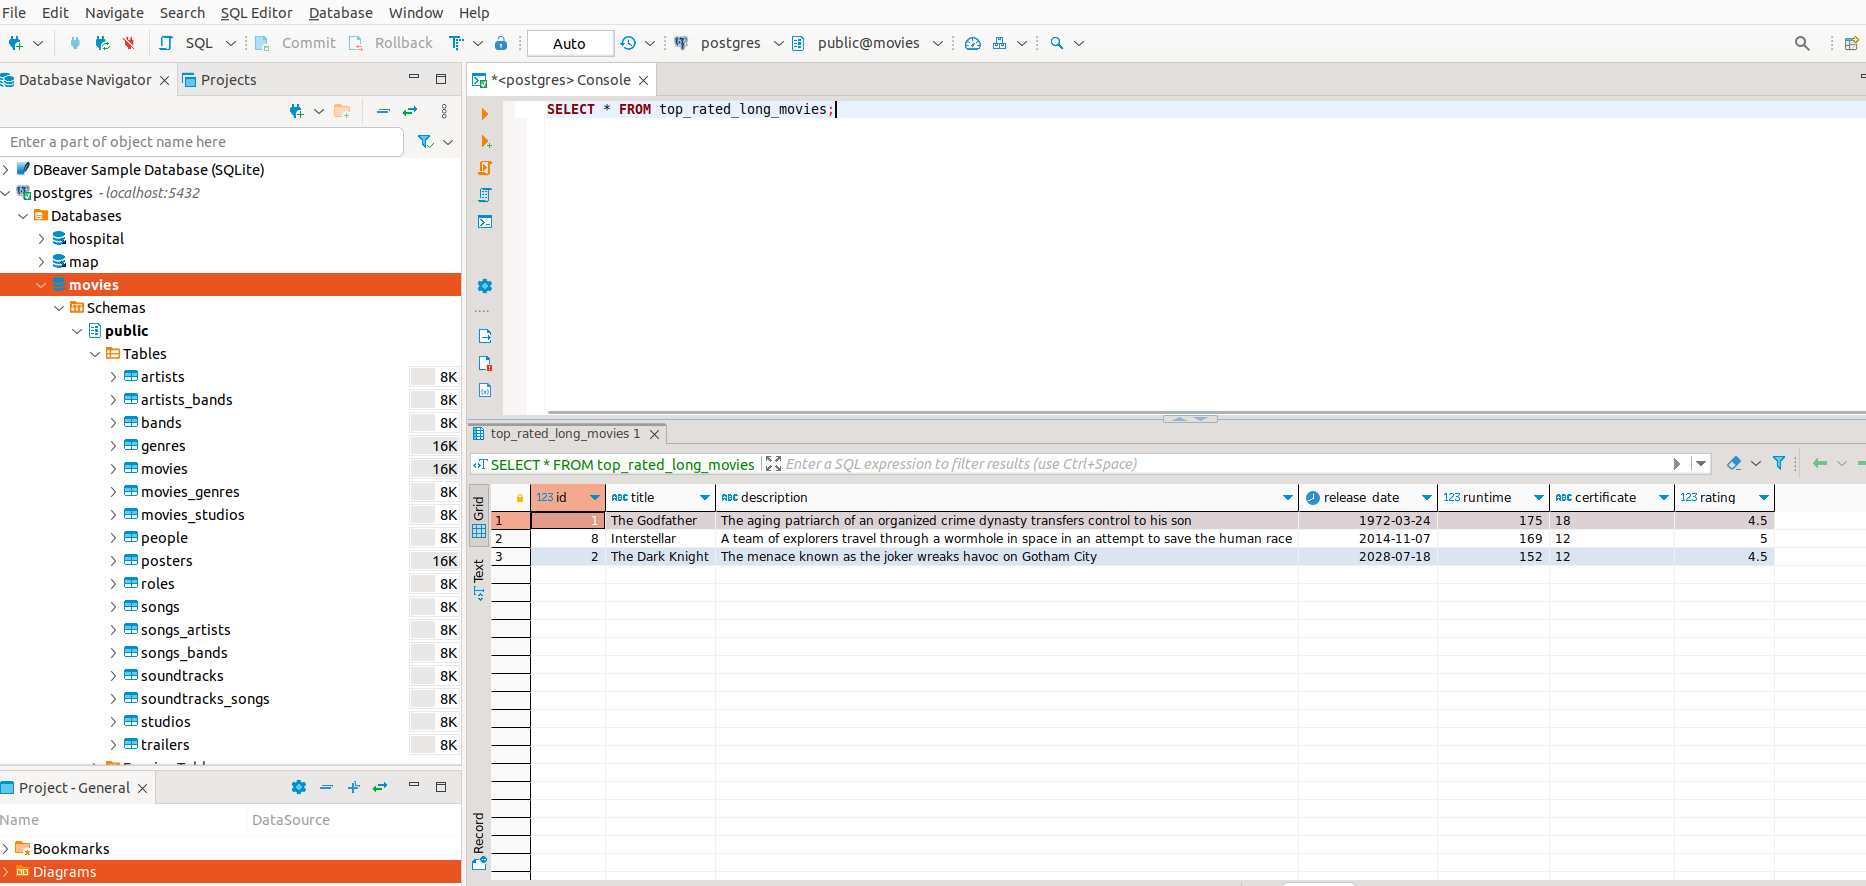 File Edit Navigate Search SQL Editor Database Window Help
SQL Commit Rollback Auto postgres public@movies
Database Navigator Projects
Enter a part of object name here
DBeaver Sample Database (SQLite)
postgres - localhost:5432
Databases
hospital
map
movies
Schemas
public
Tables
artists 8K
artists_bands 8K
bands 8K
genres 16K
movies 16K
movies_genres 8K
movies_studios 8K
people 8K
posters 16K
roles 8K
songs 8K
songs_artists 8K
songs_bands 8K
soundtracks 8K
soundtracks_songs 8K
studios 8K
trailers 8K
Project - General
Name DataSource
Bookmarks
Diagrams
*<postgres> Console
SELECT * FROM top_rated_long_movies;
top_rated_long_movies 1
SELECT * FROM top_rated_long_movies Enter a SQL expression to filter results (use Ctrl+Space)
Grid
Text
Record
123 id ABC title ABC description release_date 123 runtime ABC certificate 123 rating
1 1 The Godfather The aging patriarch of an organized crime dynasty transfers control to his son 1972-03-24 175 18 4.5
2 8 Interstellar A team of explorers travel through a wormhole in space in an attempt to save the human race 2014-11-07 169 12 5
3 2 The Dark Knight The menace known as the joker wreaks havoc on Gotham City 2028-07-18 152 12 4.5